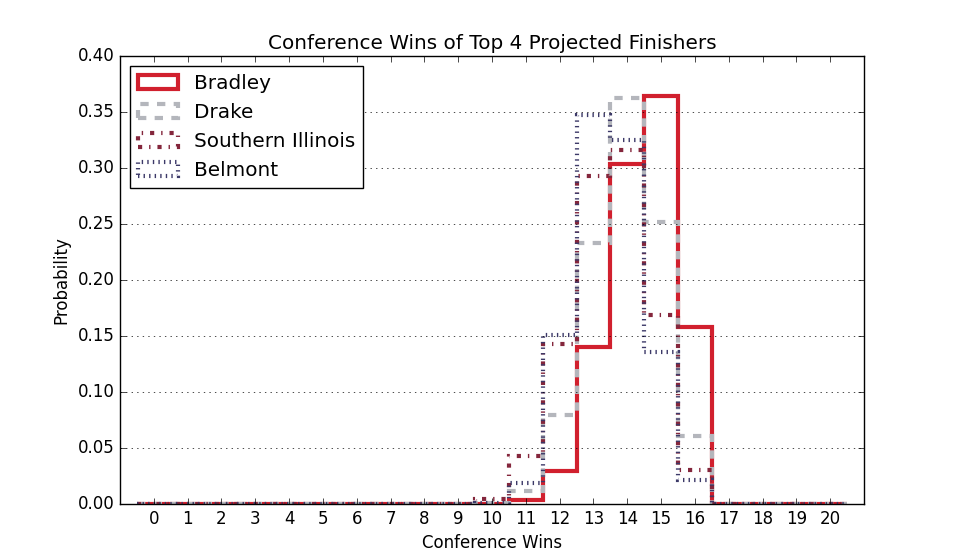 Conference Wins of Top 4 Projected Finishers
0.40
0.35
0.30
0.25
0.20
0.15
0.10
0.05
0.00
Probability
Bradley
Drake
Southern Illinois
Belmont
0 1 2 3 4 5 6 7 8 9 10 11 12 13 14 15 16 17 18 19 20
Conference Wins